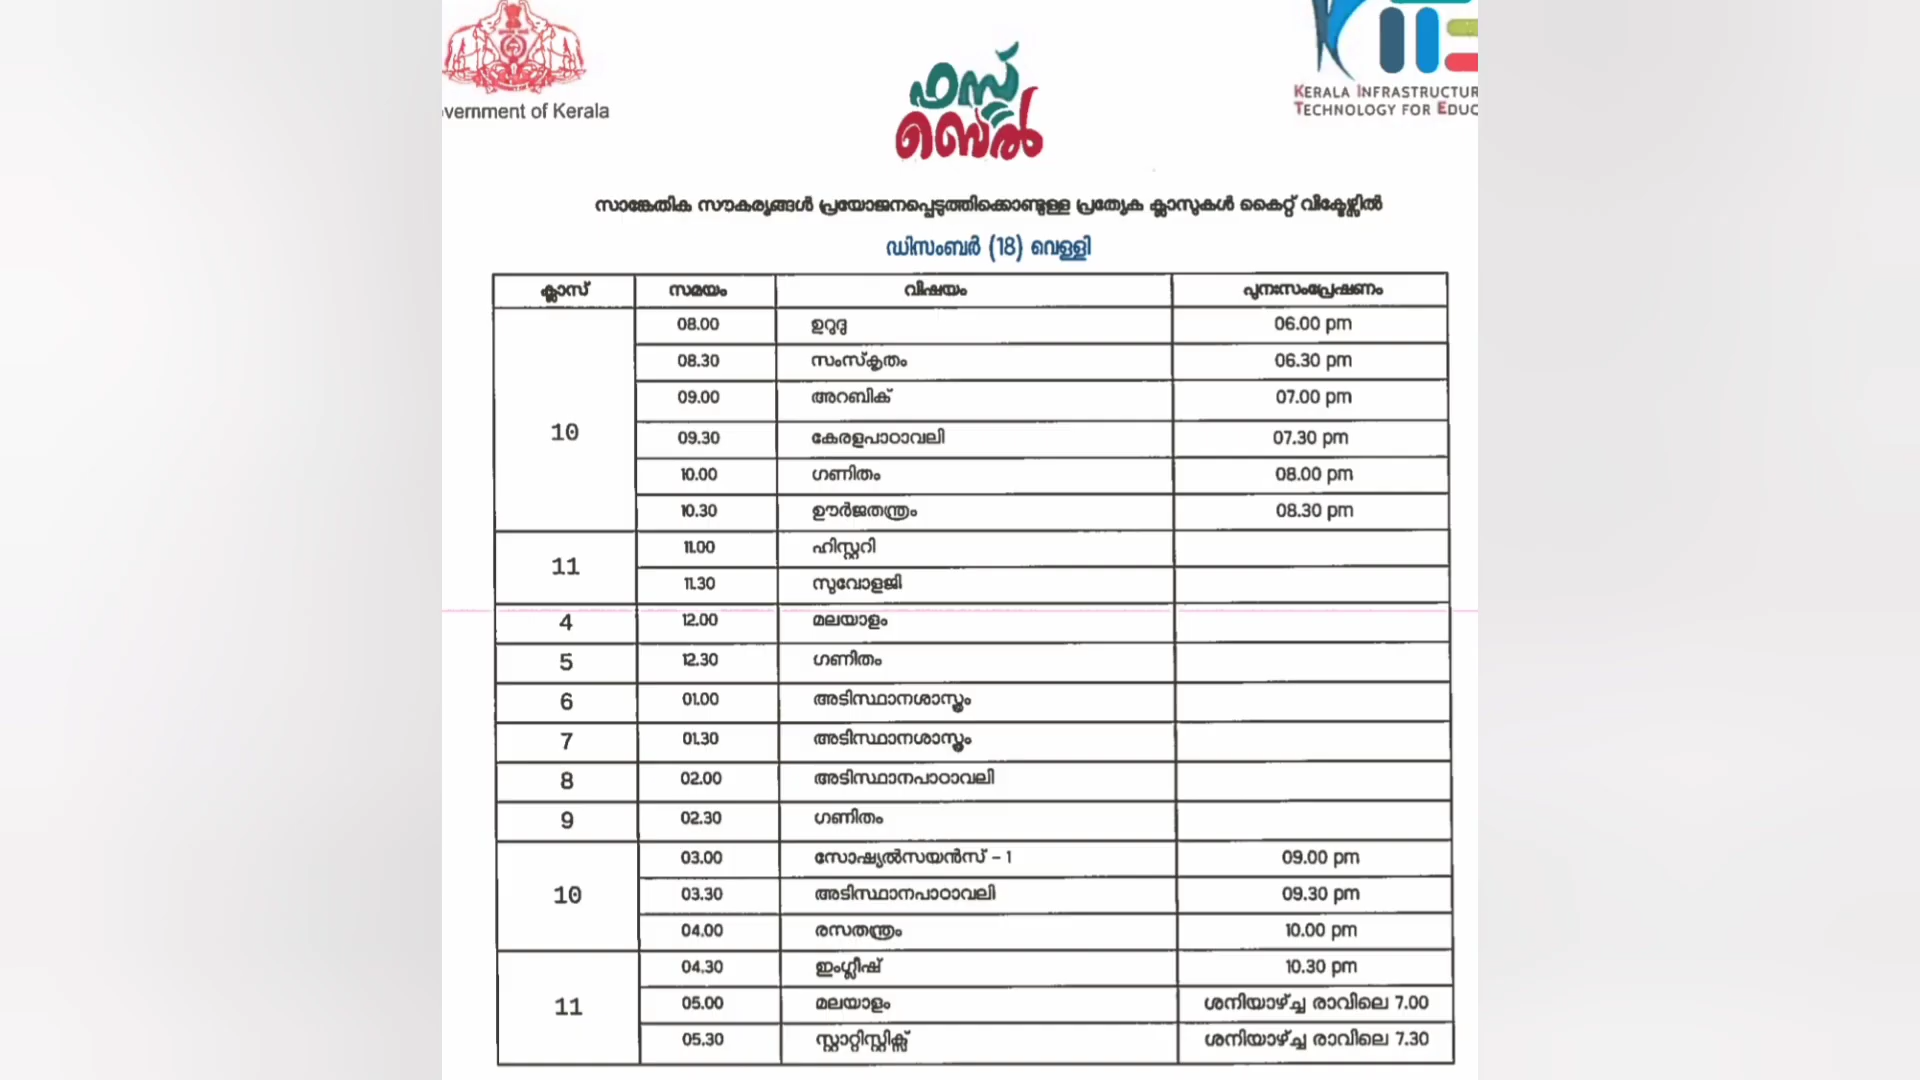 vernment of Kerala
ഫസ്റ്റ്
ബെൽ
KERALA INFRASTRUCTUR
TECHNOLOGY FOR EDUC
സാങ്കേതിക സൗകര്യങ്ങൾ പ്രയോജനപ്പെടുത്തിക്കൊണ്ടുള്ള പ്രത്യേക ക്ലാസുകൾ കൈറ്റ് വിക്ടേഴ്സിൽ
ഡിസംബർ (18) വെള്ളി
ക്ലാസ് സമയം വിഷയം പുനഃസംപ്രേഷണം
10 08.00 ഉറുദു 06.00 pm
08.30 സംസ്കൃതം 06.30 pm
09.00 അറബിക് 07.00 pm
09.30 കേരളപാഠാവലി 07.30 pm
10.00 ഗണിതം 08.00 pm
10.30 ഊർജതന്ത്രം 08.30 pm
11 11.00 ഹിസ്റ്ററി
11.30 സുവോളജി
4 12.00 മലയാളം
5 12.30 ഗണിതം
6 01.00 അടിസ്ഥാനശാസ്ത്രം
7 01.30 അടിസ്ഥാനശാസ്ത്രം
8 02.00 അടിസ്ഥാനപാഠാവലി
9 02.30 ഗണിതം
10 03.00 സോഷ്യൽസയൻസ് – 1 09.00 pm
03.30 അടിസ്ഥാനപാഠാവലി 09.30 pm
04.00 രസതന്ത്രം 10.00 pm
11 04.30 ഇംഗ്ലീഷ് 10.30 pm
05.00 മലയാളം ശനിയാഴ്ച്ച രാവിലെ 7.00
05.30 സ്റ്റാറ്റിസ്റ്റിക്സ് ശനിയാഴ്ച്ച രാവിലെ 7.30